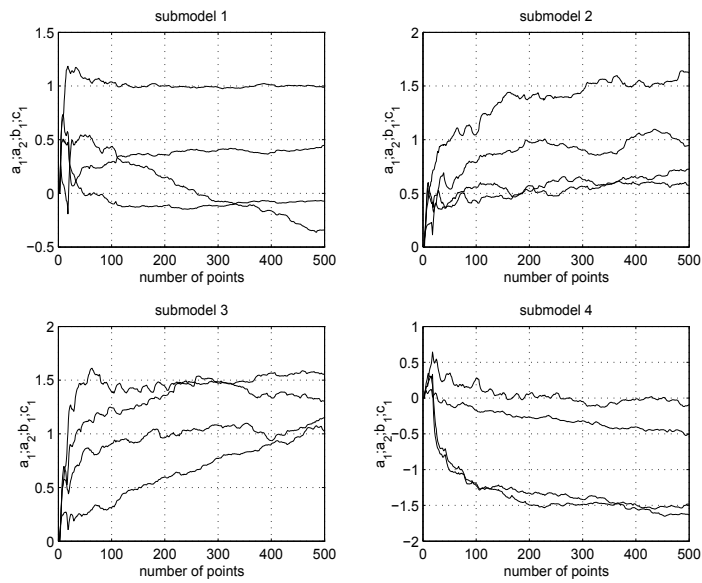 submodel 1
1.5
1
0.5
0
−0.5
a1;a2;b1;c1
0 100 200 300 400 500
number of points
submodel 2
2
1.5
1
0.5
0
a1;a2;b1;c1
0 100 200 300 400 500
number of points
submodel 3
2
1.5
1
0.5
0
a1;a2;b1;c1
0 100 200 300 400 500
number of points
submodel 4
1
0.5
0
−0.5
−1
−1.5
−2
a1;a2;b1;c1
0 100 200 300 400 500
number of points